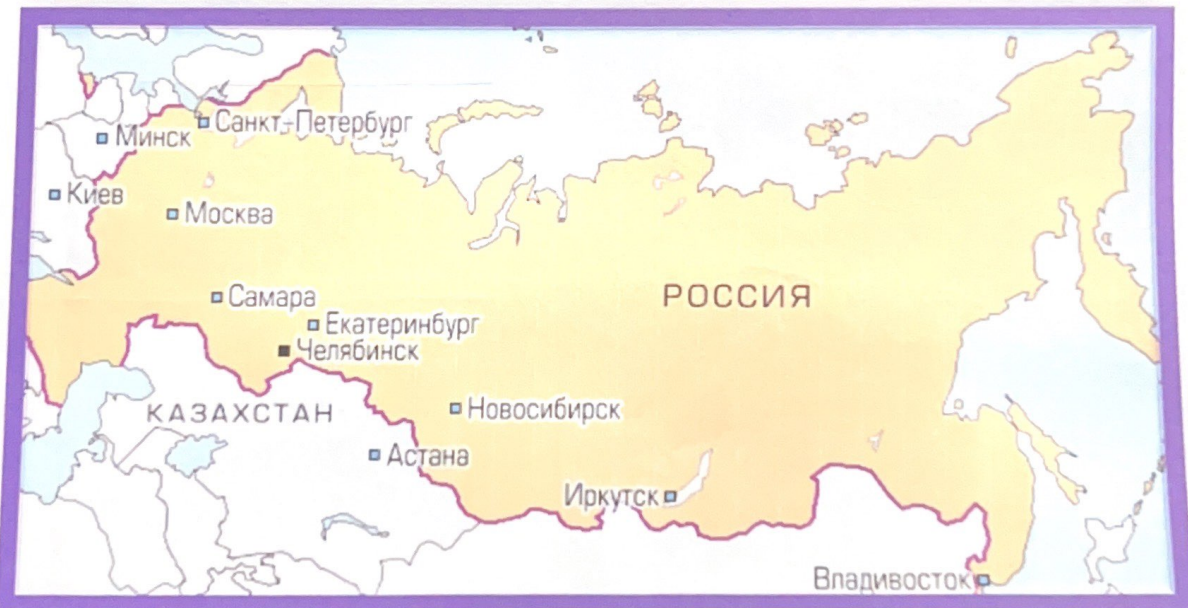 Санкт-Петербург
Минск
Киев
Москва
РОССИЯ
Самара
Екатеринбург
Челябинск
Новосибирск
КАЗАХСТАН
Астана
Иркутск
Владивосток